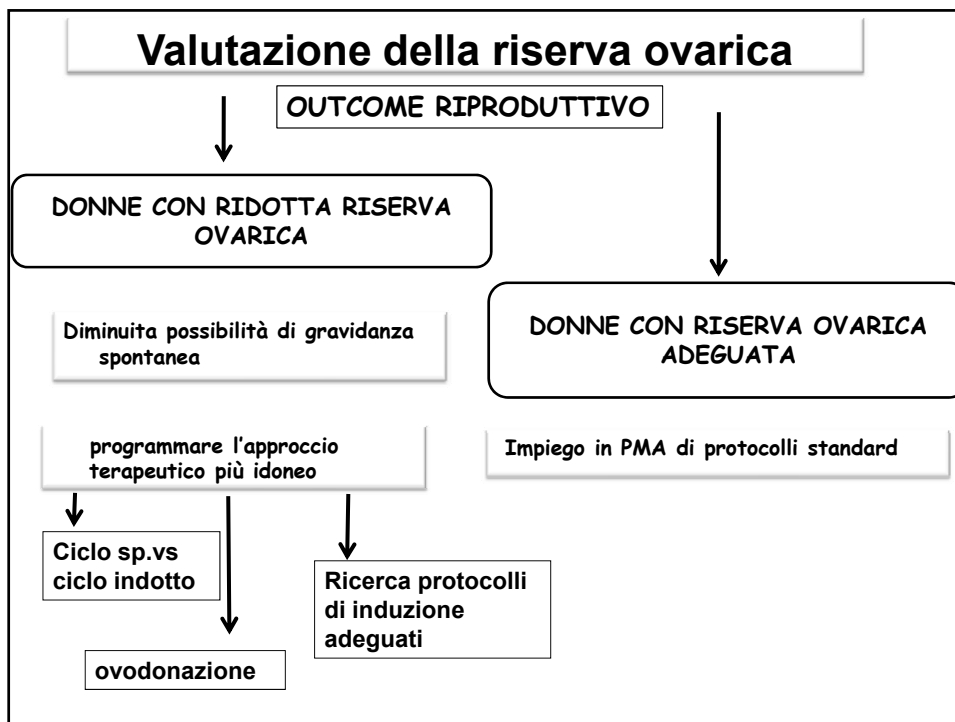 Valutazione della riserva ovarica
OUTCOME RIPRODUTTIVO
DONNE CON RIDOTTA RISERVA
OVARICA
Diminuita possibilità di gravidanza
spontanea
programmare l'approccio
terapeutico più idoneo
Ciclo sp.vs
ciclo indotto
ovodonazione
Ricerca protocolli
di induzione
adeguati
DONNE CON RISERVA OVARICA
ADEGUATA
Impiego in PMA di protocolli standard